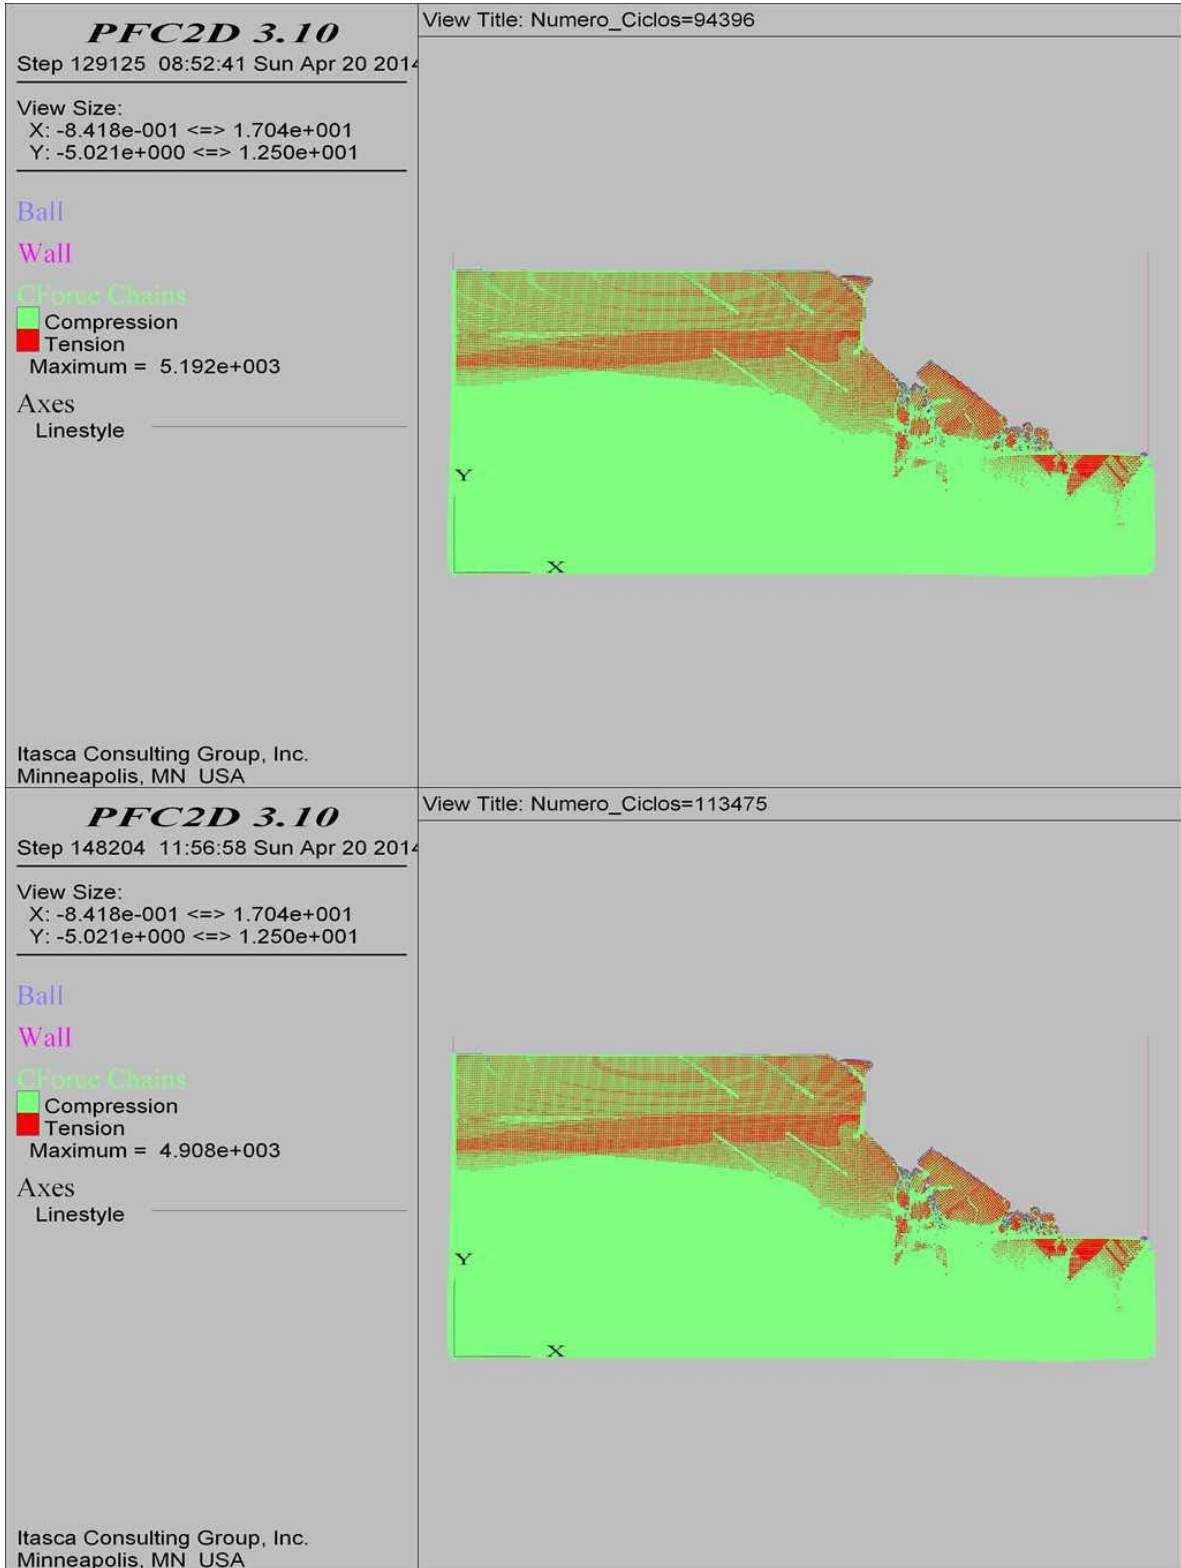 PFC2D 3.10
Step 129125 08:52:41 Sun Apr 20 2014
View Size:
X: -8.418e-001 <=> 1.704e+001
Y: -5.021e+000 <=> 1.250e+001
Ball
Wall
CForce Chains
Compression
Tension
Maximum = 5.192e+003
Axes
Linestyle
Itasca Consulting Group, Inc.
Minneapolis, MN USA
View Title: Numero_Ciclos=94396
Y
X
PFC2D 3.10
Step 148204 11:56:58 Sun Apr 20 2014
View Size:
X: -8.418e-001 <=> 1.704e+001
Y: -5.021e+000 <=> 1.250e+001
Ball
Wall
CForce Chains
Compression
Tension
Maximum = 4.908e+003
Axes
Linestyle
Itasca Consulting Group, Inc.
Minneapolis, MN USA
View Title: Numero_Ciclos=113475
Y
X